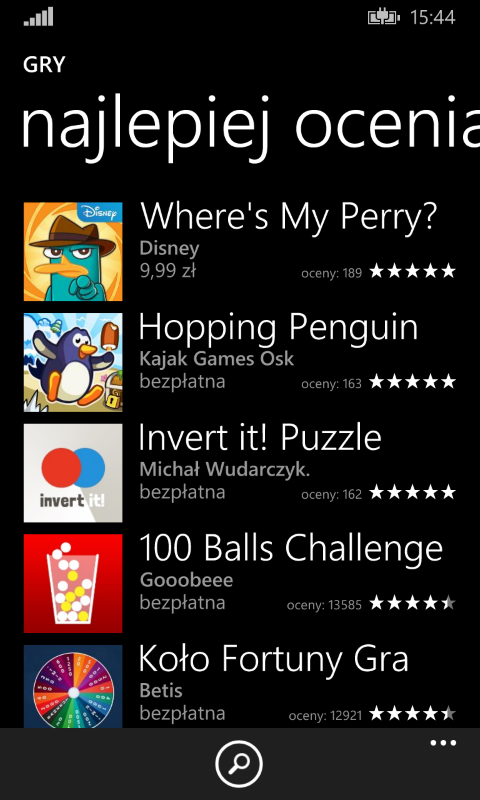 15:44
GRY
najlepiej ocenia
Disney
Where's My Perry?
Disney
9,99 zł
oceny: 189
Hopping Penguin
Kajak Games Osk
bezpłatna
oceny: 163
invert it!
Invert it! Puzzle
Michał Wudarczyk.
bezpłatna
oceny: 162
100 Balls Challenge
Gooobeee
bezpłatna
oceny: 13585
Koło Fortuny Gra
Betis
bezpłatna
oceny: 12921